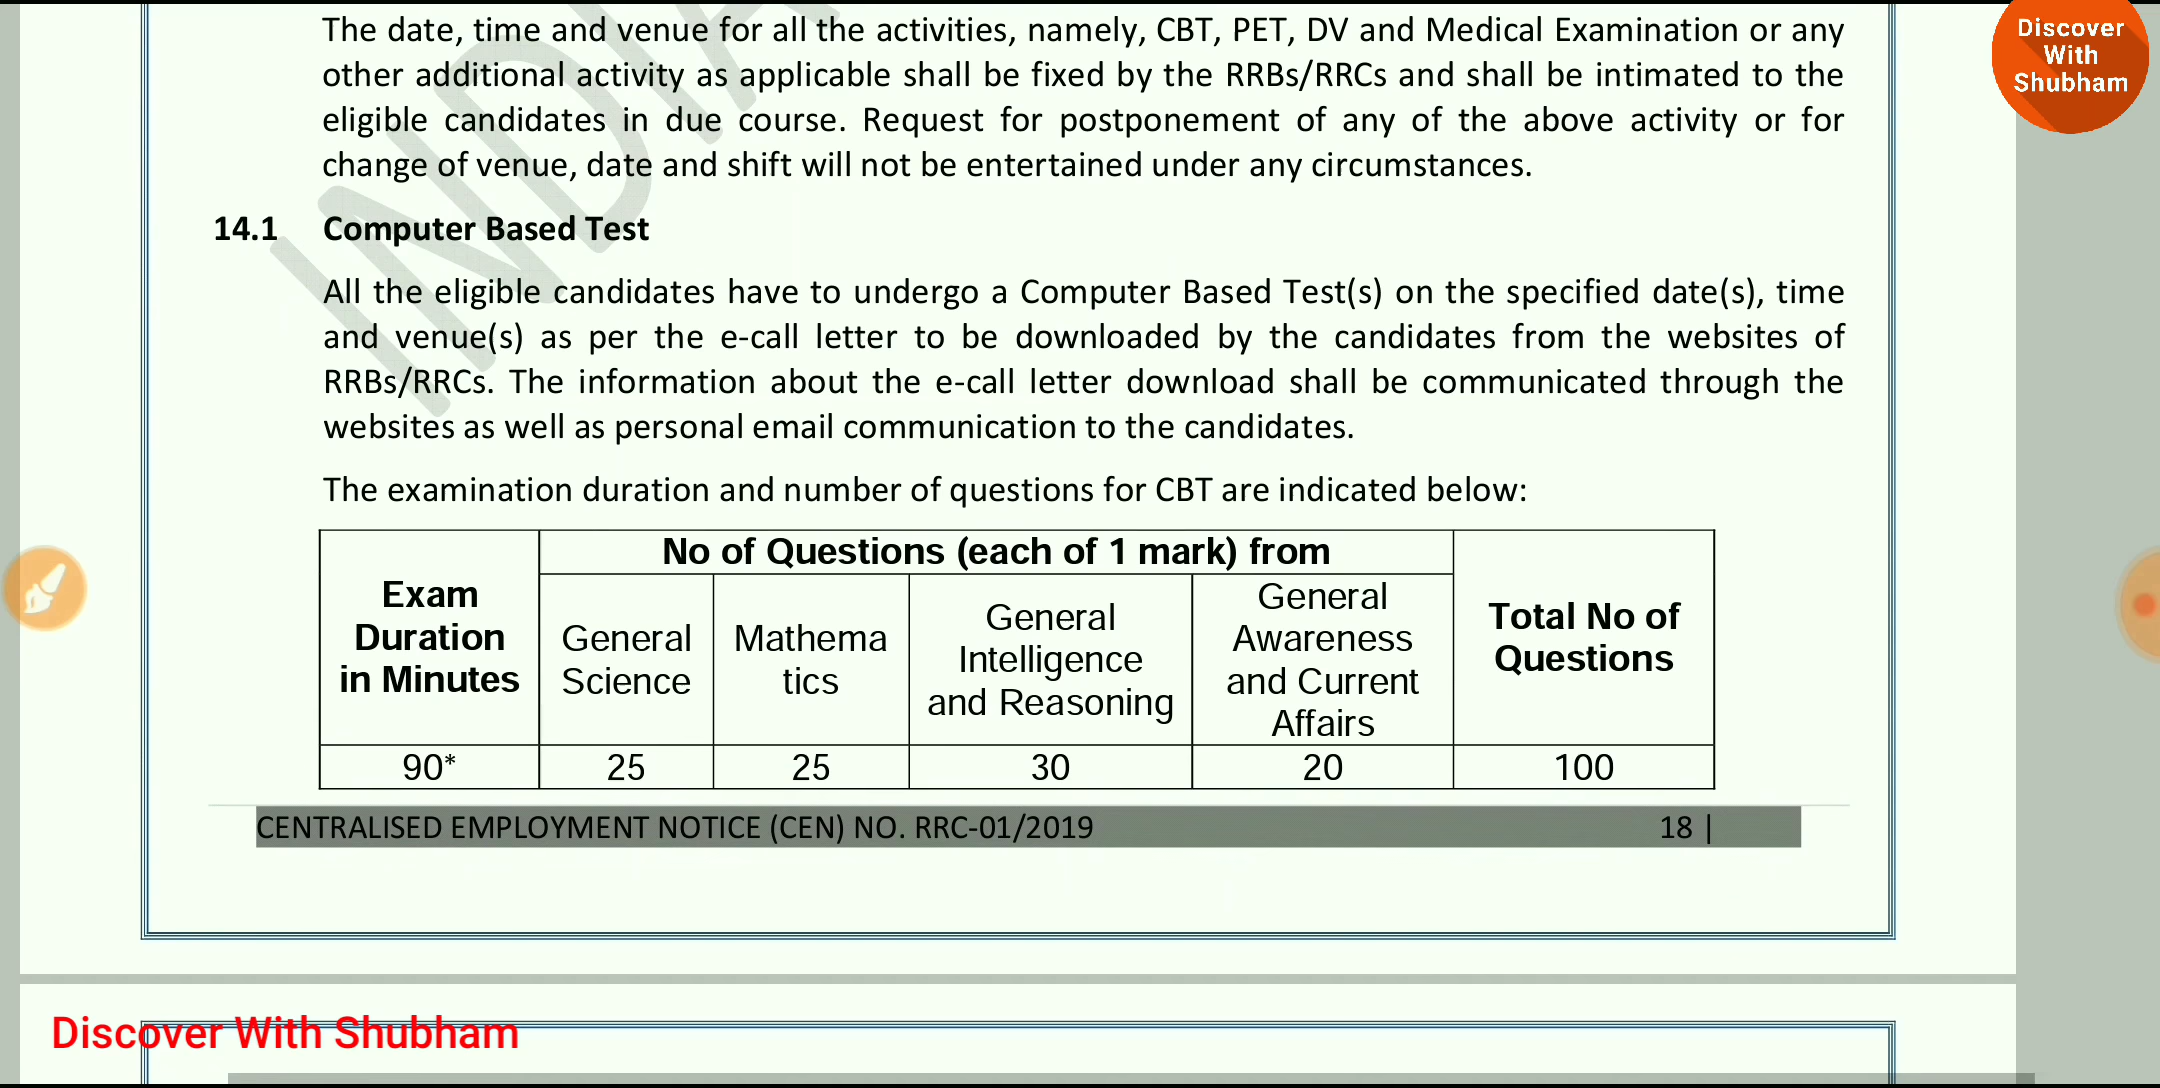 The date, time and venue for all the activities, namely, CBT, PET, DV and Medical Examination or any
other additional activity as applicable shall be fixed by the RRBs/RRCs and shall be intimated to the
eligible candidates in due course. Request for postponement of any of the above activity or for
change of venue, date and shift will not be entertained under any circumstances.
14.1 Computer Based Test
All the eligible candidates have to undergo a Computer Based Test(s) on the specified date(s), time
and venue(s) as per the e-call letter to be downloaded by the candidates from the websites of
RRBs/RRCs. The information about the e-call letter download shall be communicated through the
websites as well as personal email communication to the candidates.
The examination duration and number of questions for CBT are indicated below:
Exam
Duration
in Minutes
No of Questions (each of 1 mark) from
General
Science
Mathema
tics
General
Intelligence
and Reasoning
General
Awareness
and Current
Affairs
Total No of
Questions
90* 25 25 30 20 100
CENTRALISED EMPLOYMENT NOTICE (CEN) NO. RRC-01/2019 18 |
Discover With Shubham
Discover
With
Shubham
INDIA